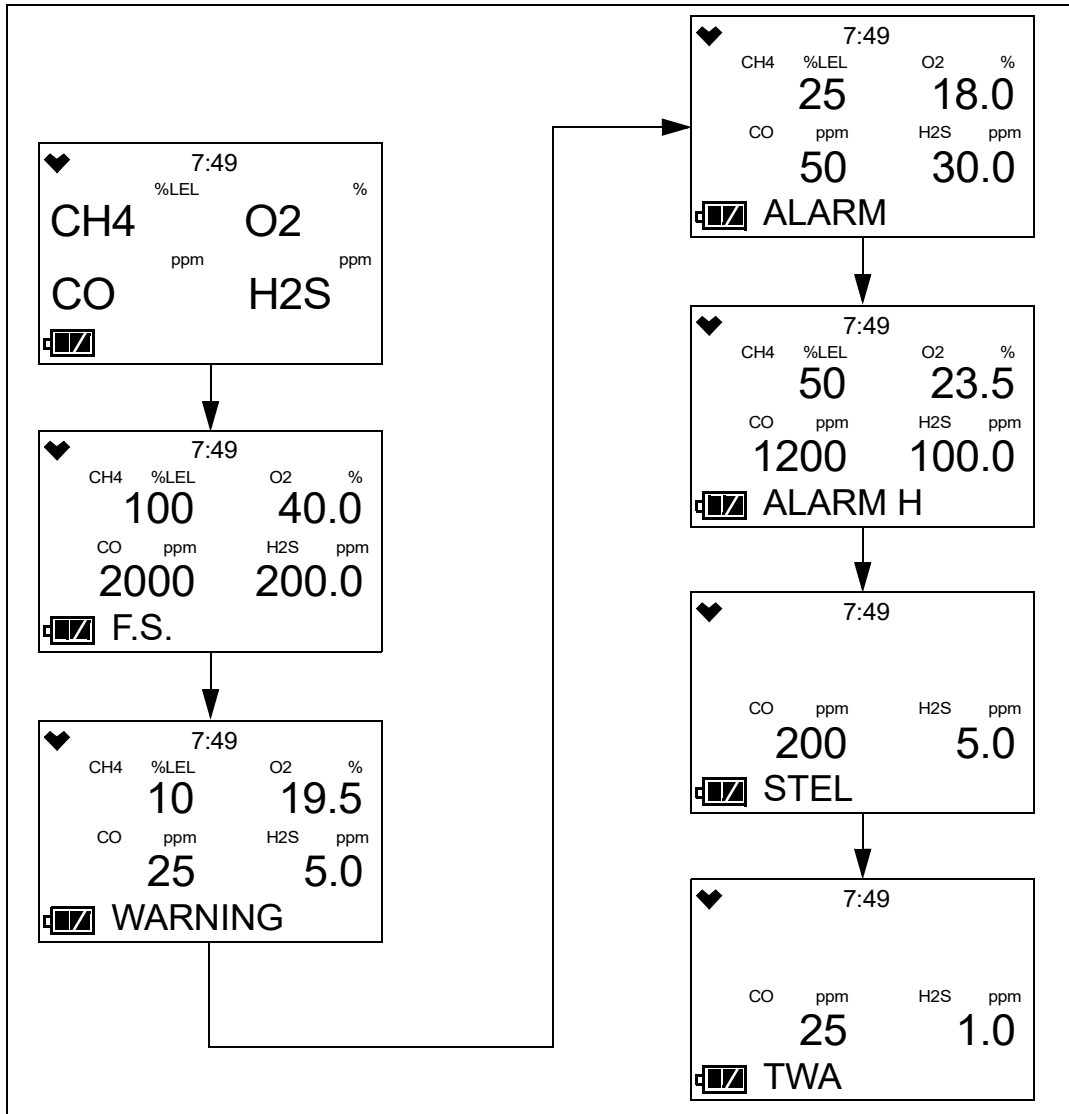 7:49
%LEL %
CH4 O2
ppm ppm
CO H2S
7:49
CH4 %LEL O2 %
100 40.0
CO ppm H2S ppm
2000 200.0
F.S.
7:49
CH4 %LEL O2 %
10 19.5
CO ppm H2S ppm
25 5.0
WARNING
7:49
CH4 %LEL O2 %
25 18.0
CO ppm H2S ppm
50 30.0
ALARM
7:49
CH4 %LEL O2 %
50 23.5
CO ppm H2S ppm
1200 100.0
ALARM H
7:49
CO ppm H2S ppm
200 5.0
STEL
7:49
CO ppm H2S ppm
25 1.0
TWA